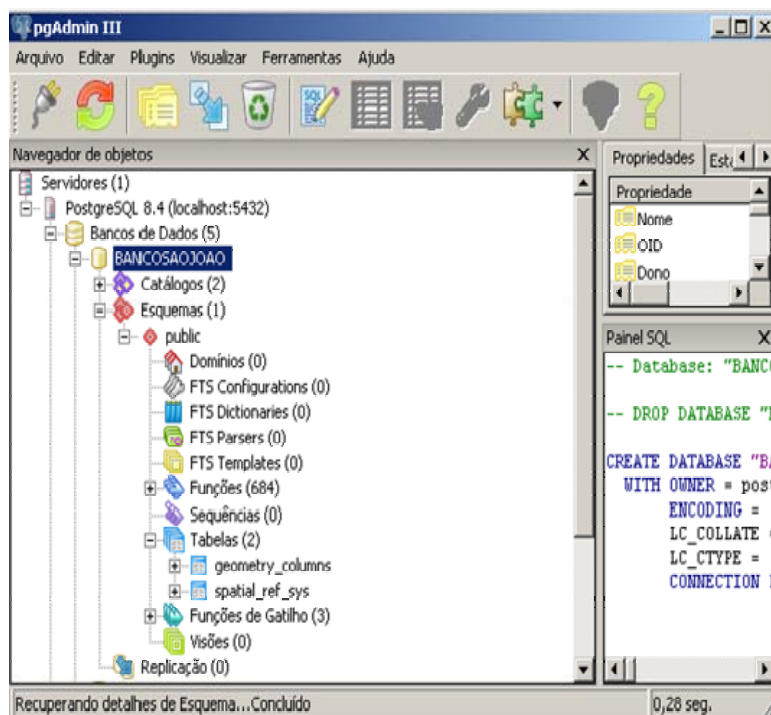 pgAdmin III
Arquivo Editar Plugins Visualizar Ferramentas Ajuda
SQL
Navegador de objetos
Servidores (1)
PostgreSQL 8.4 (localhost:5432)
Bancos de Dados (5)
BANCOSAOJOAO
Catálogos (2)
Esquemas (1)
public
Domínios (0)
FTS Configurations (0)
FTS Dictionaries (0)
FTS Parsers (0)
FTS Templates (0)
Funções (684)
Sequências (0)
Tabelas (2)
geometry_columns
spatial_ref_sys
Funções de Gatilho (3)
Visões (0)
Replicação (0)
Propriedades
Propriedade
Nome
OID
Dono
Painel SQL
-- Database: "BANCO
-- DROP DATABASE "
CREATE DATABASE "BA
WITH OWNER = post
ENCODING =
LC_COLLATE =
LC_CTYPE =
CONNECTION
Recuperando detalhes de Esquema...Concluído
0,28 seg.